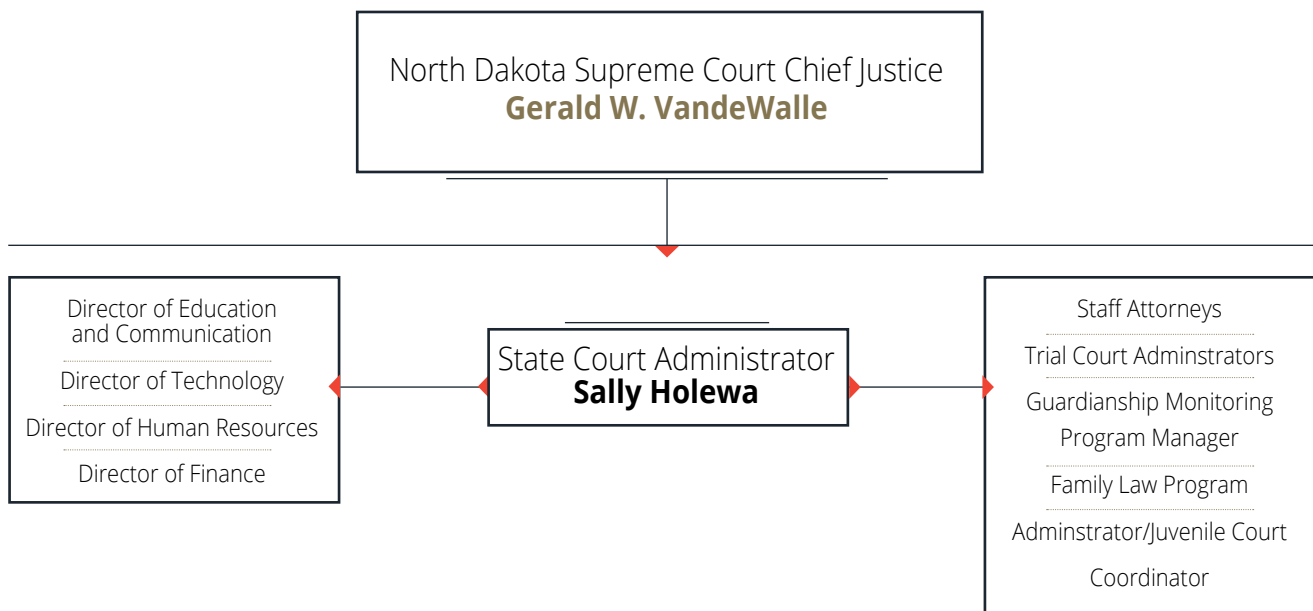 North Dakota Supreme Court Chief Justice
Gerald W. VandeWalle
Director of Education
and Communication
Director of Technology
Director of Human Resources
Director of Finance
State Court Administrator
Sally Holewa
Staff Attorneys
Trial Court Adminstrators
Guardianship Monitoring
Program Manager
Family Law Program
Adminstrator/Juvenile Court
Coordinator